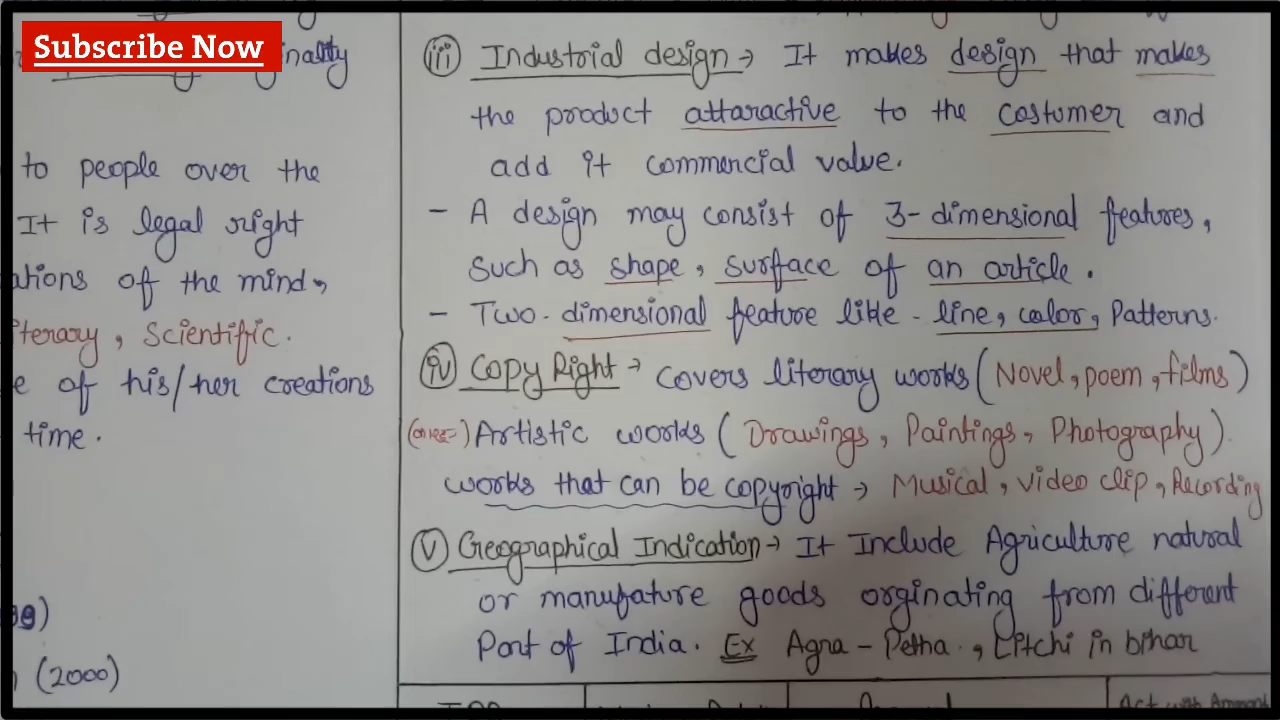 Subscribe Now
to people over the
It is legal right
ations of the mind,
iterary, Scientific.
e of his/her creations
time.
99)
(2000)
(iii) Industrial design → It makes design that makes
the product attaractive to the costumer and
add it commercial value.
- A design may consist of 3-dimensional features,
such as shape, surface of an article.
- Two-dimensional feature like - line, color, Patterns.
(iv) Copy Right → covers literary works (Novel, poem, films)
Artistic works (Drawings, Paintings, Photography).
works that can be copyright → Musical, video clip, Recording
(v) Geographical Indication → It Include Agriculture natural
or manufature goods orginating from different
Part of India. Ex Agra - Petha., Litchi in bihar